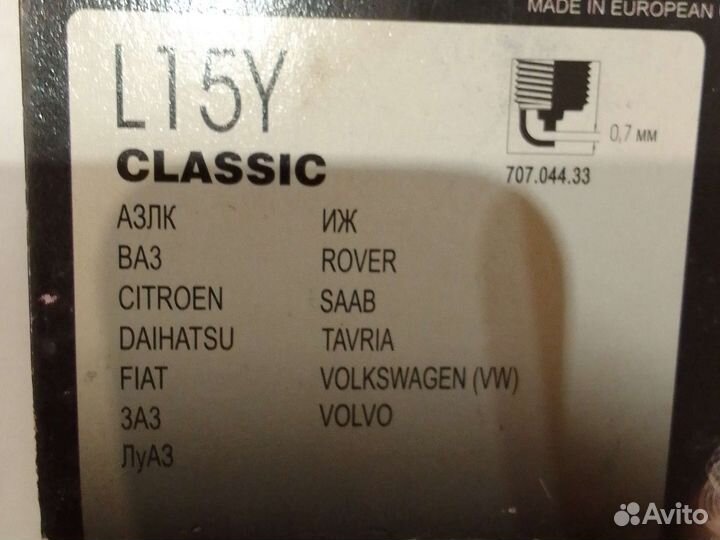 MADE IN EUROPEAN
L15Y
CLASSIC
0,7 мм
707.044.33
АЗЛК
ВАЗ
CITROEN
DAIHATSU
FIAT
ЗАЗ
ЛуАЗ
ИЖ
ROVER
SAAB
TAVRIA
VOLKSWAGEN (VW)
VOLVO
Avito